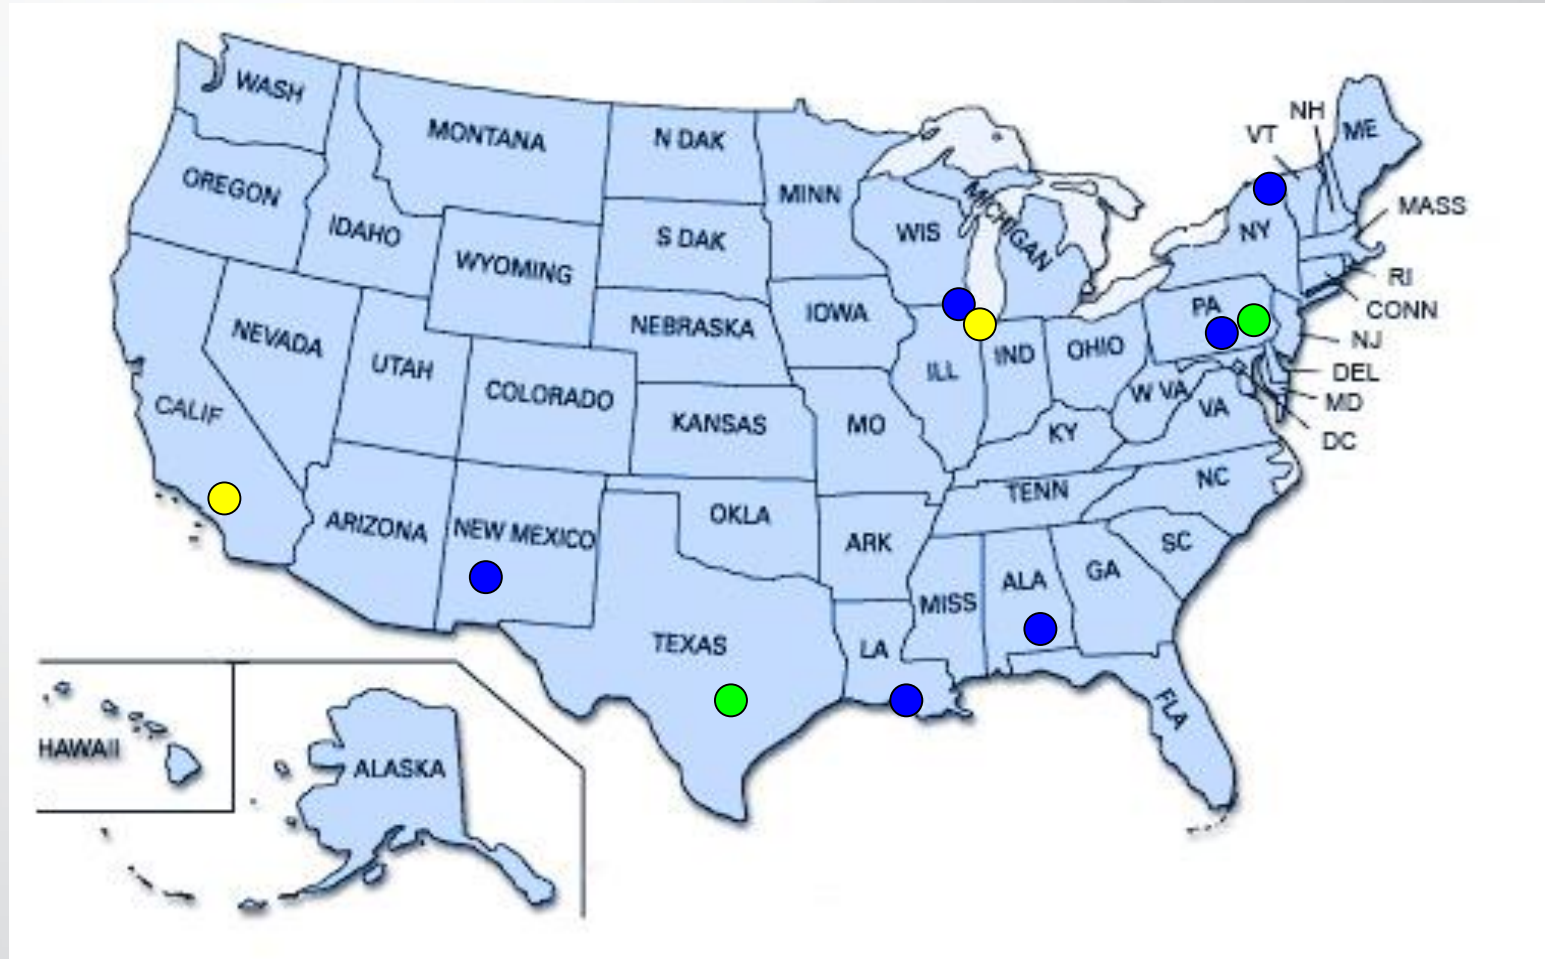 WASH
MONTANA
N DAK
MINN
OREGON
IDAHO
WYOMING
S DAK
WIS
MICHIGAN
NH
VT
ME
MASS
NY
RI
CONN
NEVADA
UTAH
COLORADO
NEBRASKA
IOWA
ILL
IND
OHIO
PA
NJ
DEL
MD
DC
CALIF
KANSAS
MO
KY
W VA
VA
ARIZONA
NEW MEXICO
OKLA
ARK
TENN
NC
SC
TEXAS
LA
MISS
ALA
GA
FLA
HAWAII
ALASKA